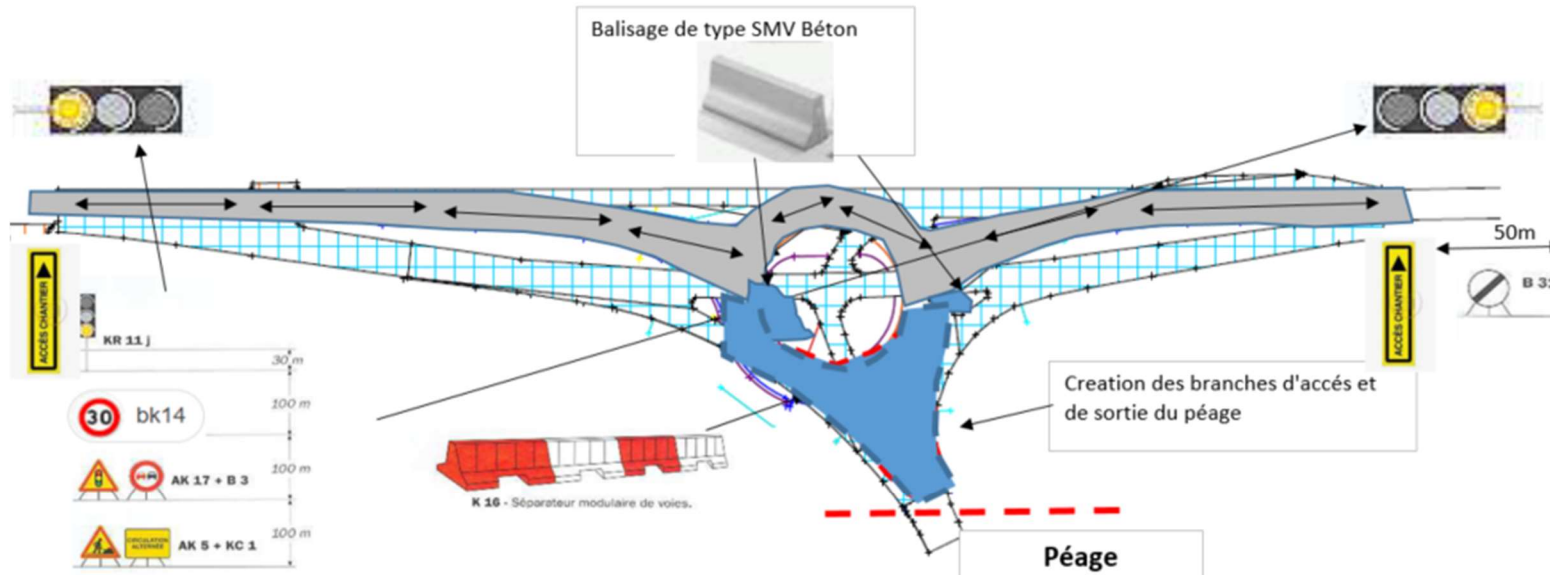 Balisage de type SMV Béton
50m
B 31
ACCÈS CHANTIER
ACCÈS CHANTIER
KR 11 j
30 m
30 bk14
100 m
AK 17 + B 3
100 m
CIRCULATION
ALTERNÉE
AK 5 + KC 1
100 m
K 16 - Séparateur modulaire de voies.
Creation des branches d'accés et
de sortie du péage
Péage